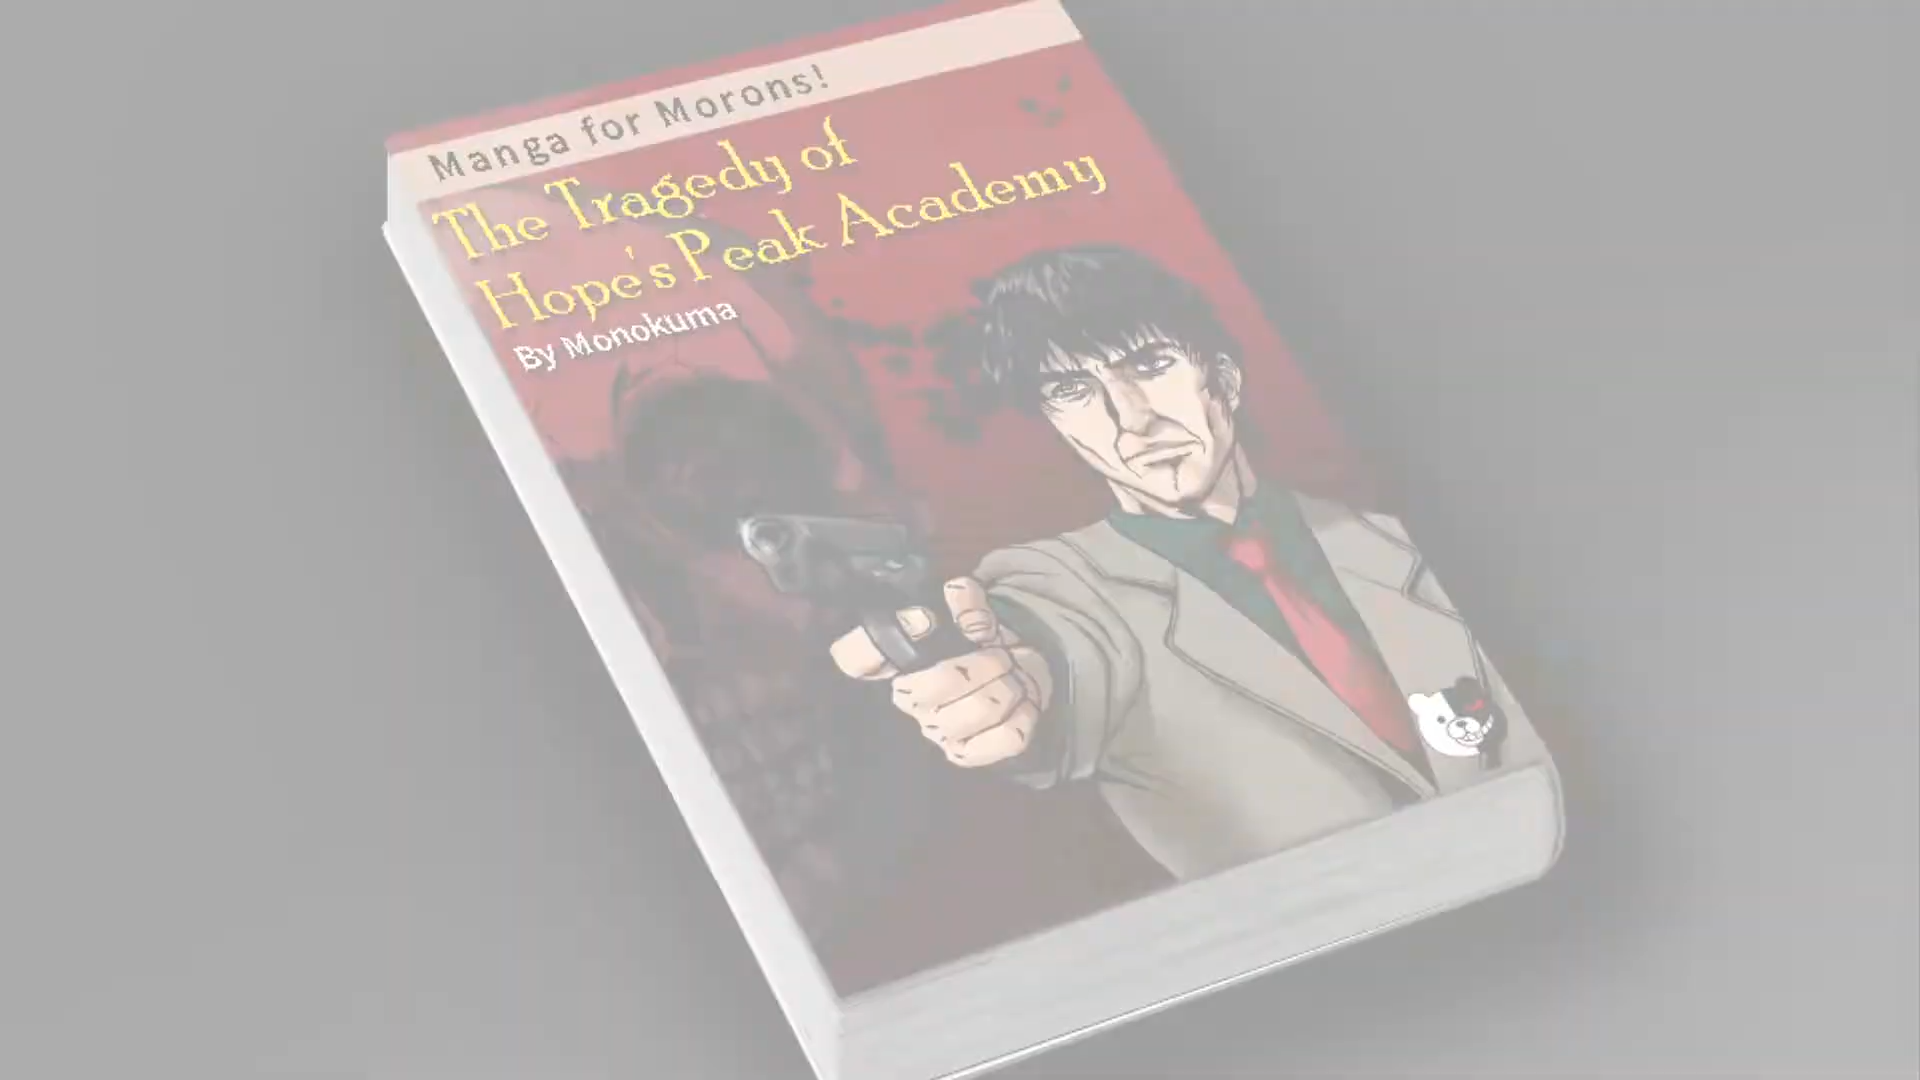 Manga for Morons!
The Tragedy of
Hope's Peak Academy
By Monokuma